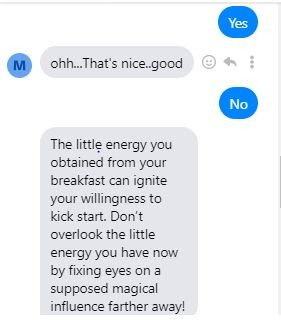 Yes
M
ohh...That's nice..good
No
The little energy you
obtained from your
breakfast can ignite
your willingness to
kick start. Don't
overlook the little
energy you have now
by fixing eyes on a
supposed magical
influence farther away!